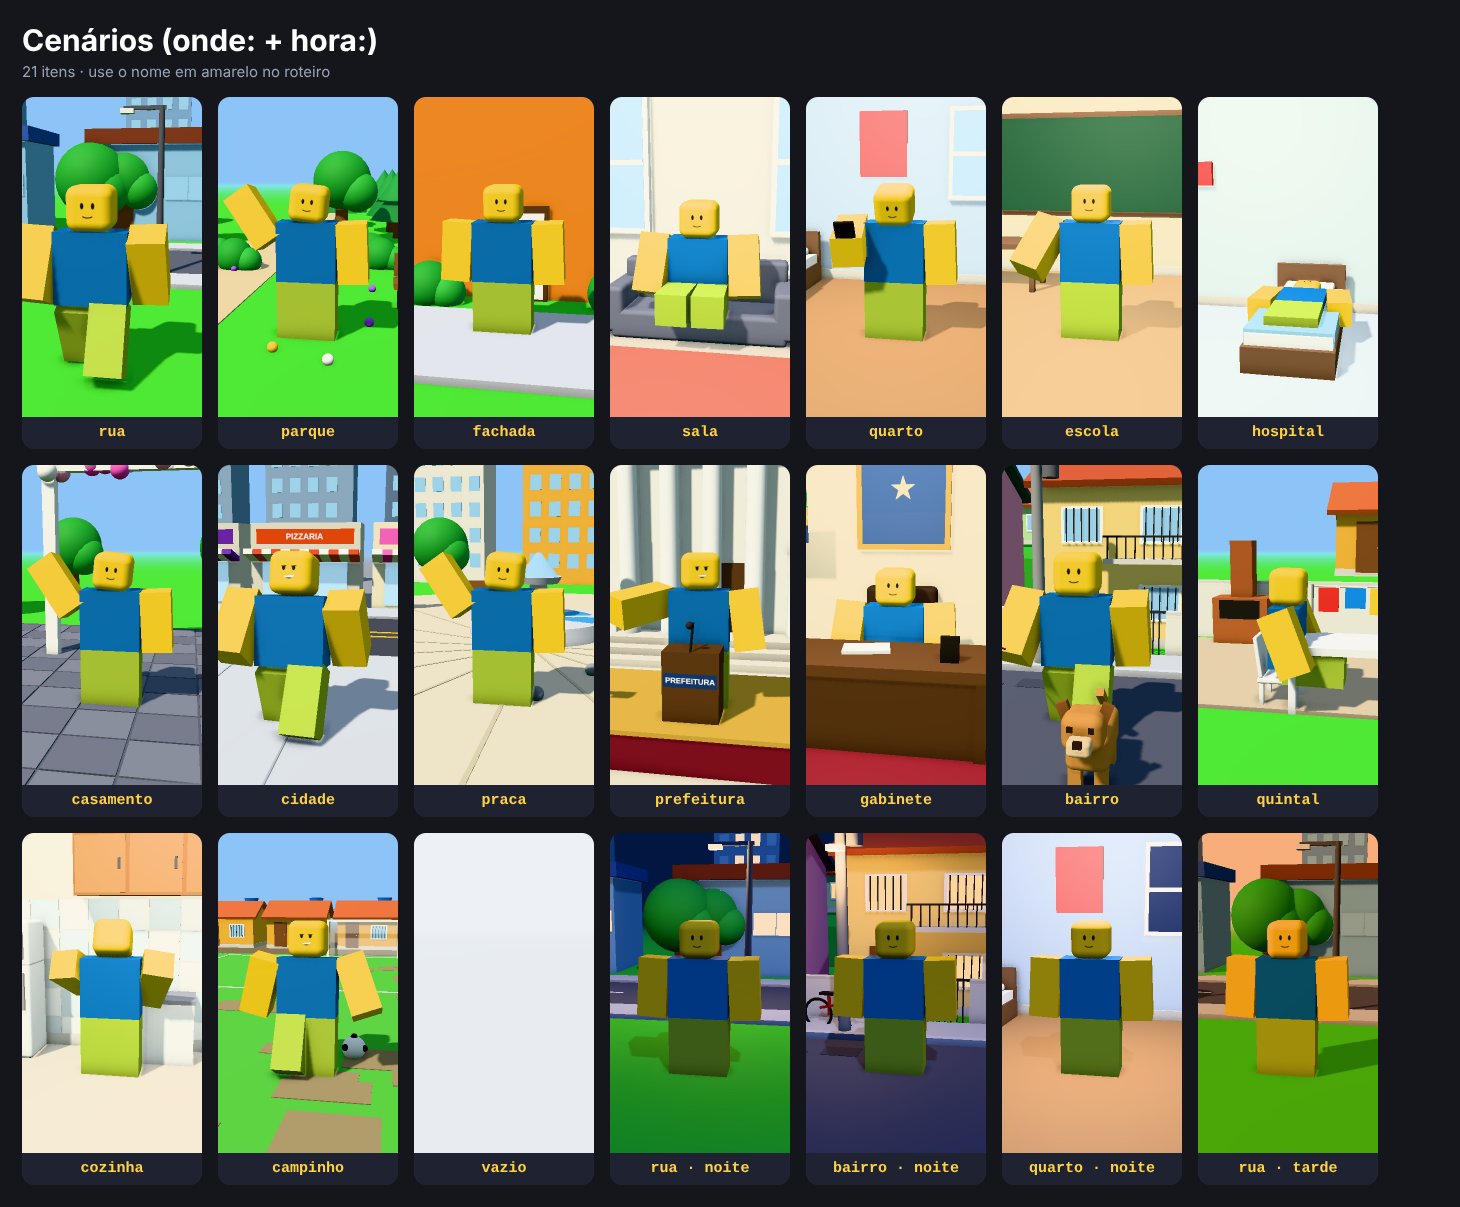 Cenários (onde: + hora:)
21 itens · use o nome em amarelo no roteiro
rua
parque
fachada
sala
quarto
escola
hospital
PIZZARIA
PREFEITURA
casamento
cidade
praca
prefeitura
gabinete
bairro
quintal
cozinha
campinho
vazio
rua · noite
bairro · noite
quarto · noite
rua · tarde